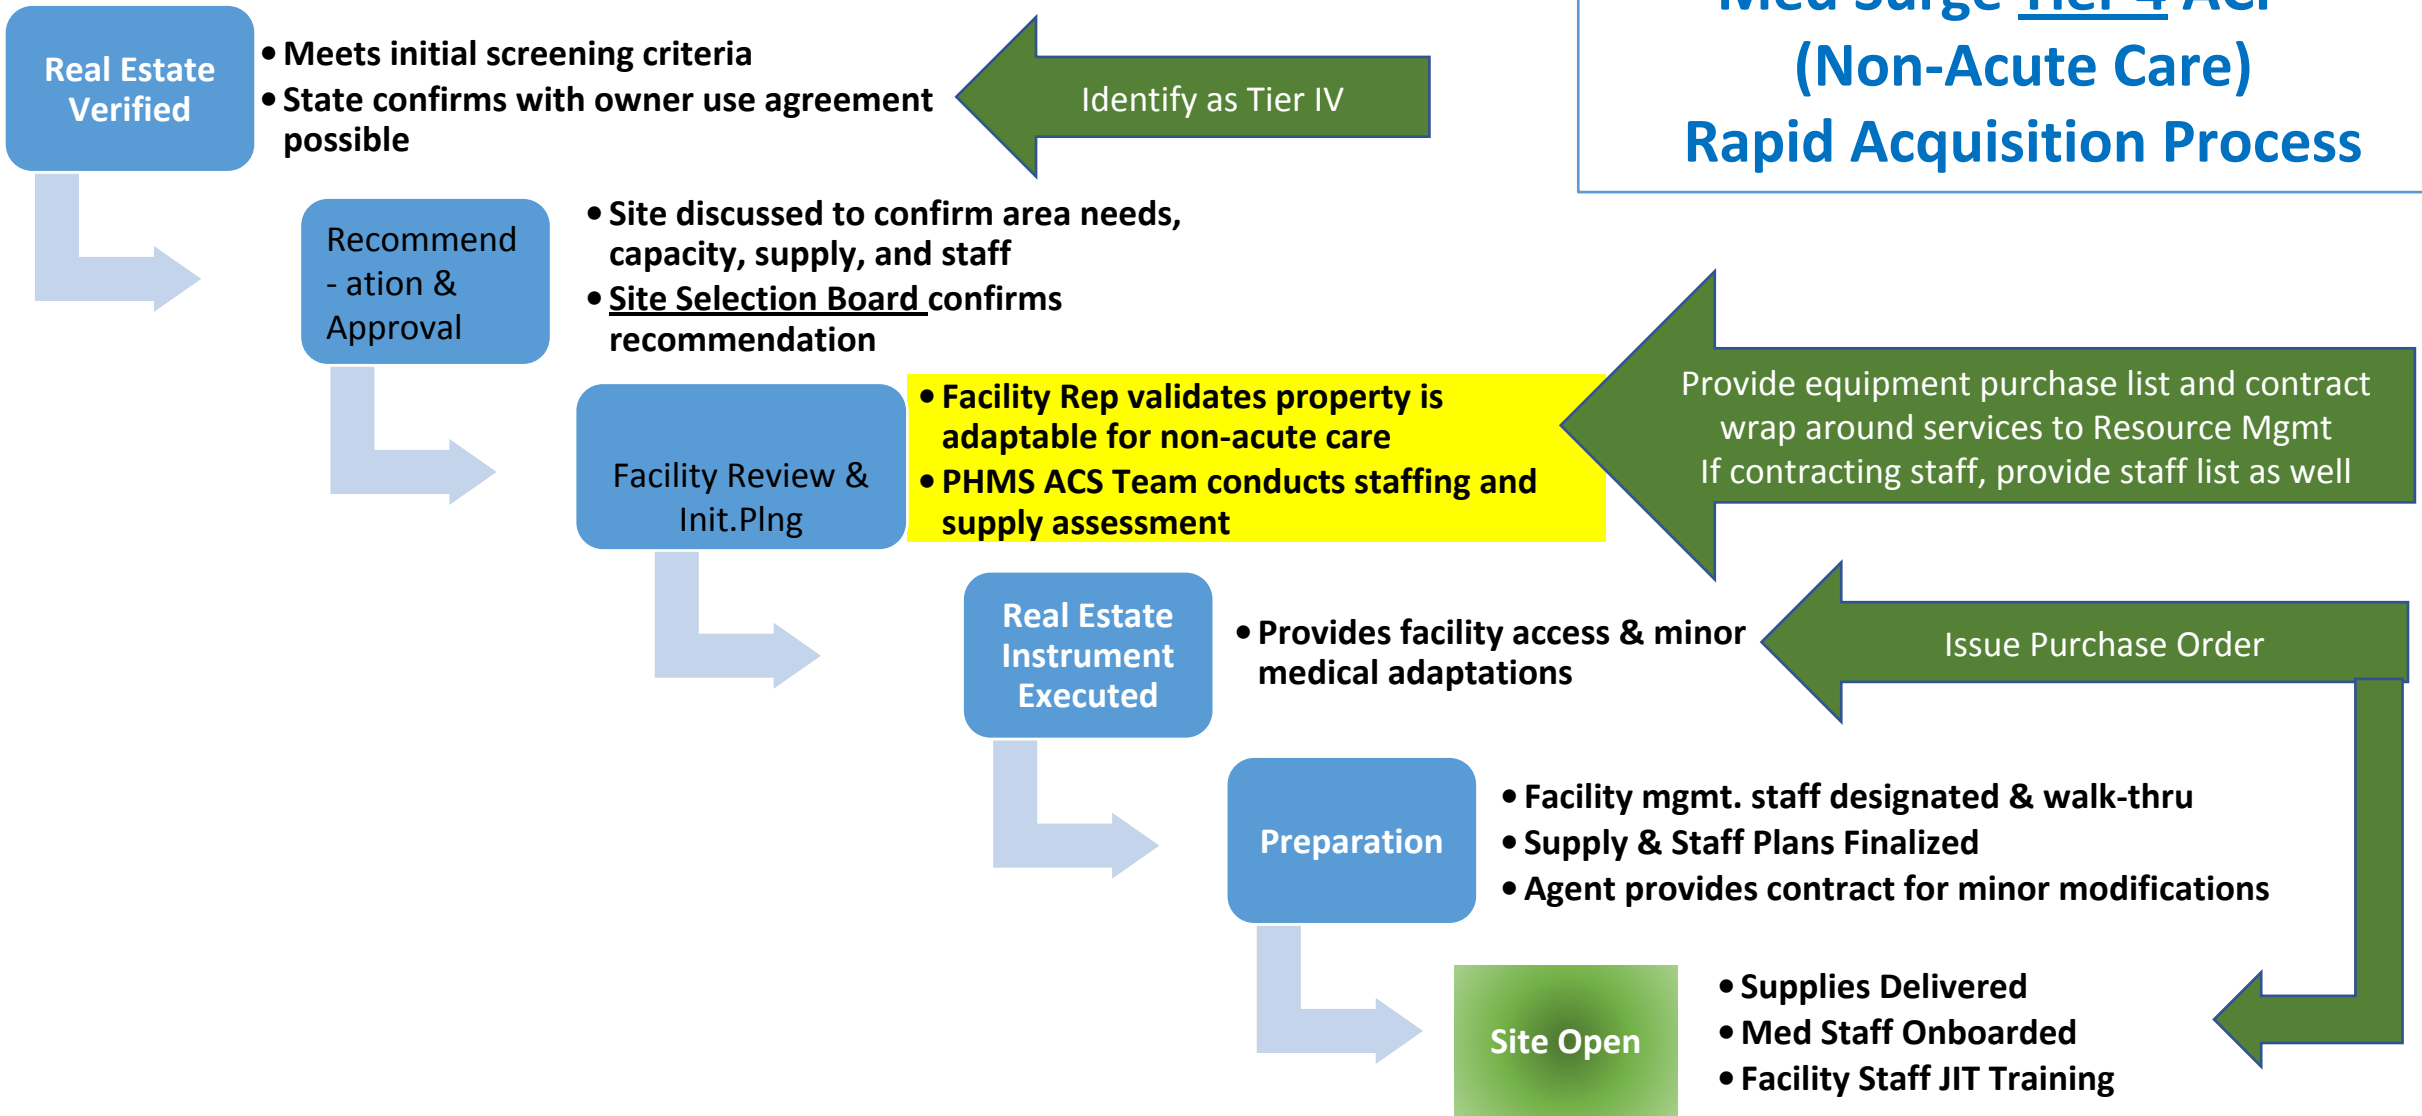 Med Surge Tier 4 ACF
(Non-Acute Care)
Rapid Acquisition Process
Real Estate
Verified
• Meets initial screening criteria
• State confirms with owner use agreement
possible
Identify as Tier IV
Recommend
- ation &
Approval
• Site discussed to confirm area needs,
capacity, supply, and staff
• Site Selection Board confirms
recommendation
Facility Review &
Init.Plng
• Facility Rep validates property is
adaptable for non-acute care
• PHMS ACS Team conducts staffing and
supply assessment
Provide equipment purchase list and contract
wrap around services to Resource Mgmt
If contracting staff, provide staff list as well
Real Estate
Instrument
Executed
• Provides facility access & minor
medical adaptations
Issue Purchase Order
Preparation
• Facility mgmt. staff designated & walk-thru
• Supply & Staff Plans Finalized
• Agent provides contract for minor modifications
Site Open
• Supplies Delivered
• Med Staff Onboarded
• Facility Staff JIT Training